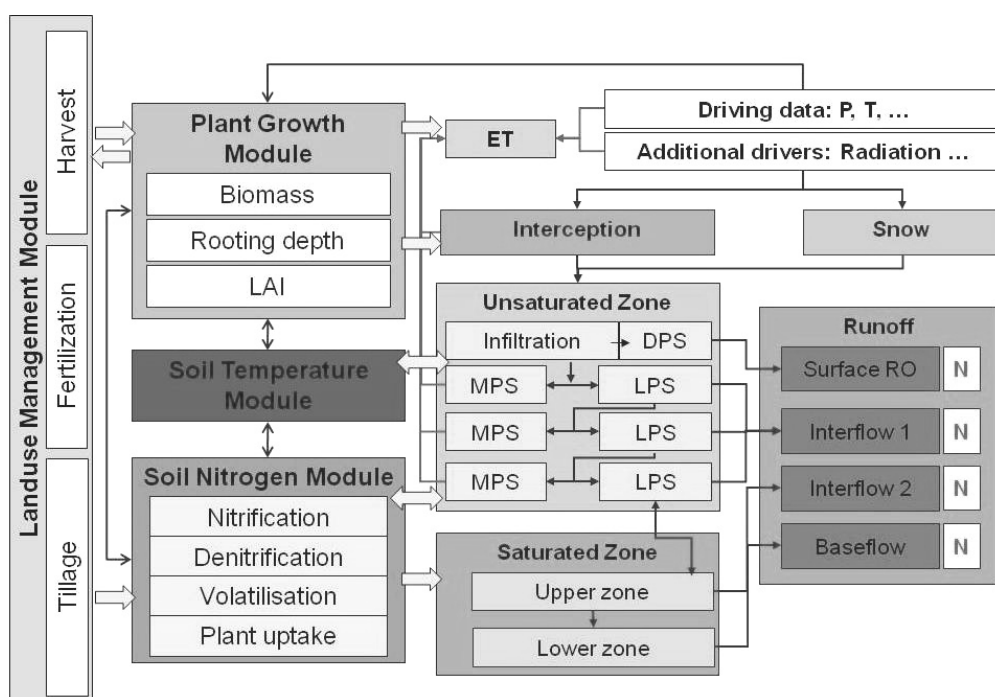 Landuse Management Module
Harvest
Fertilization
Tillage
Plant Growth
Module
Biomass
Rooting depth
LAI
Soil Temperature
Module
Soil Nitrogen Module
Nitrification
Denitrification
Volatilisation
Plant uptake
ET
Driving data: P, T, ...
Additional drivers: Radiation ...
Interception
Snow
Unsaturated Zone
Infiltration
DPS
MPS
LPS
MPS
LPS
MPS
LPS
Saturated Zone
Upper zone
Lower zone
Runoff
Surface RO
N
Interflow 1
N
Interflow 2
N
Baseflow
N